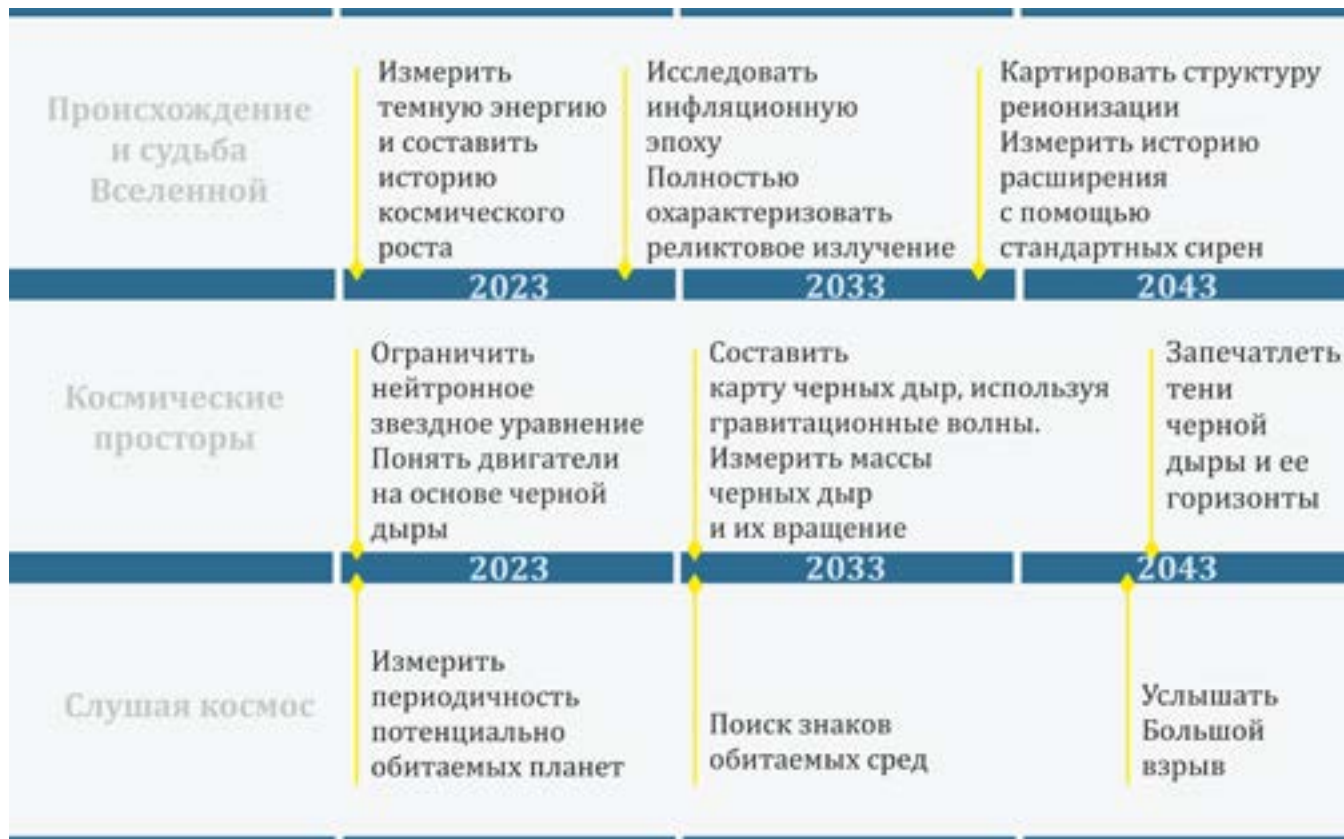 Происхождение
и судьба
Вселенной
Измерить
темную энергию
и составить
историю
космического
роста
Исследовать
инфляционную
эпоху
Полностью
охарактеризовать
реликтовое излучение
Картировать структуру
реионизации
Измерить историю
расширения
с помощью
стандартных сирен
2023
2033
2043
Космические
просторы
Ограничить
нейтронное
звездное уравнение
Понять двигатели
на основе черной
дыры
Составить
карту черных дыр, используя
гравитационные волны.
Измерить массы
черных дыр
и их вращение
Запечатлеть
тени
черной
дыры и ее
горизонты
2023
2033
2043
Слушая космос
Измерить
периодичность
потенциально
обитаемых планет
Поиск знаков
обитаемых сред
Услышать
Большой
взрыв